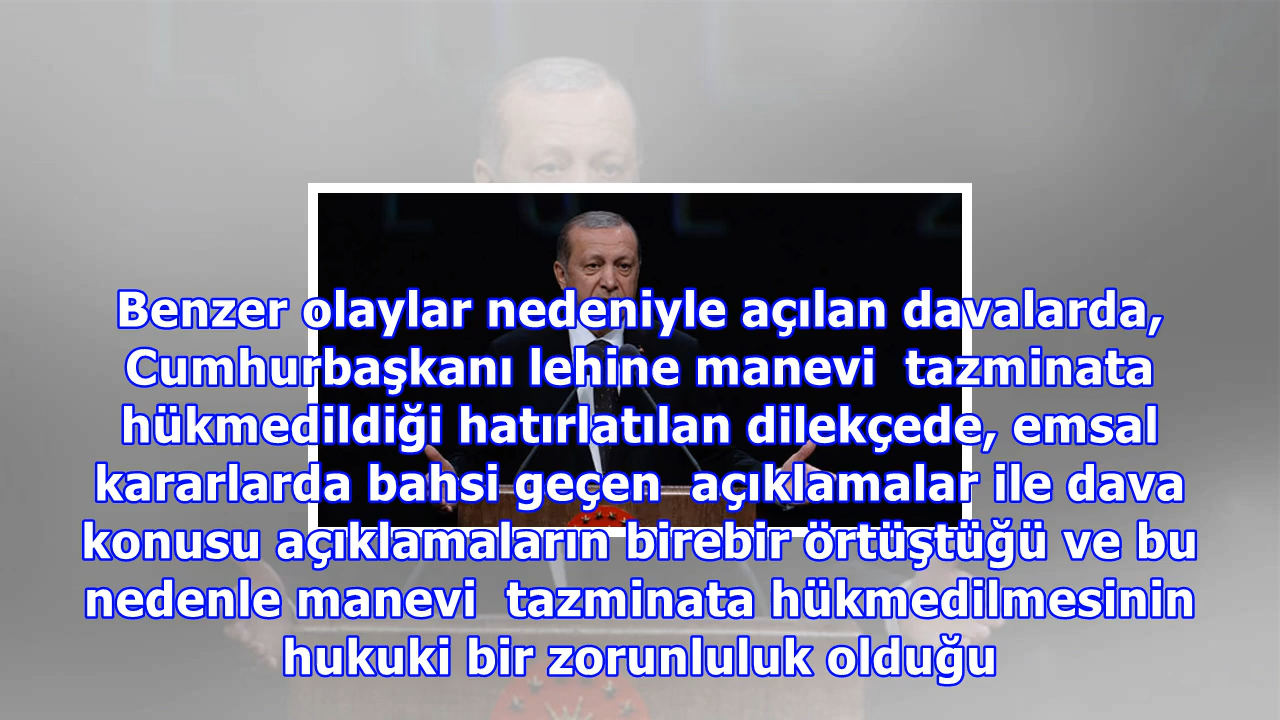 Benzer olaylar nedeniyle açılan davalarda,
Cumhurbaşkanı lehine manevi  tazminata
hükmedildiği hatırlatılan dilekçede, emsal
kararlarda bahsi geçen  açıklamalar ile dava
konusu açıklamaların birebir örtüştüğü ve bu
nedenle manevi  tazminata hükmedilmesinin
hukuki bir zorunluluk olduğu